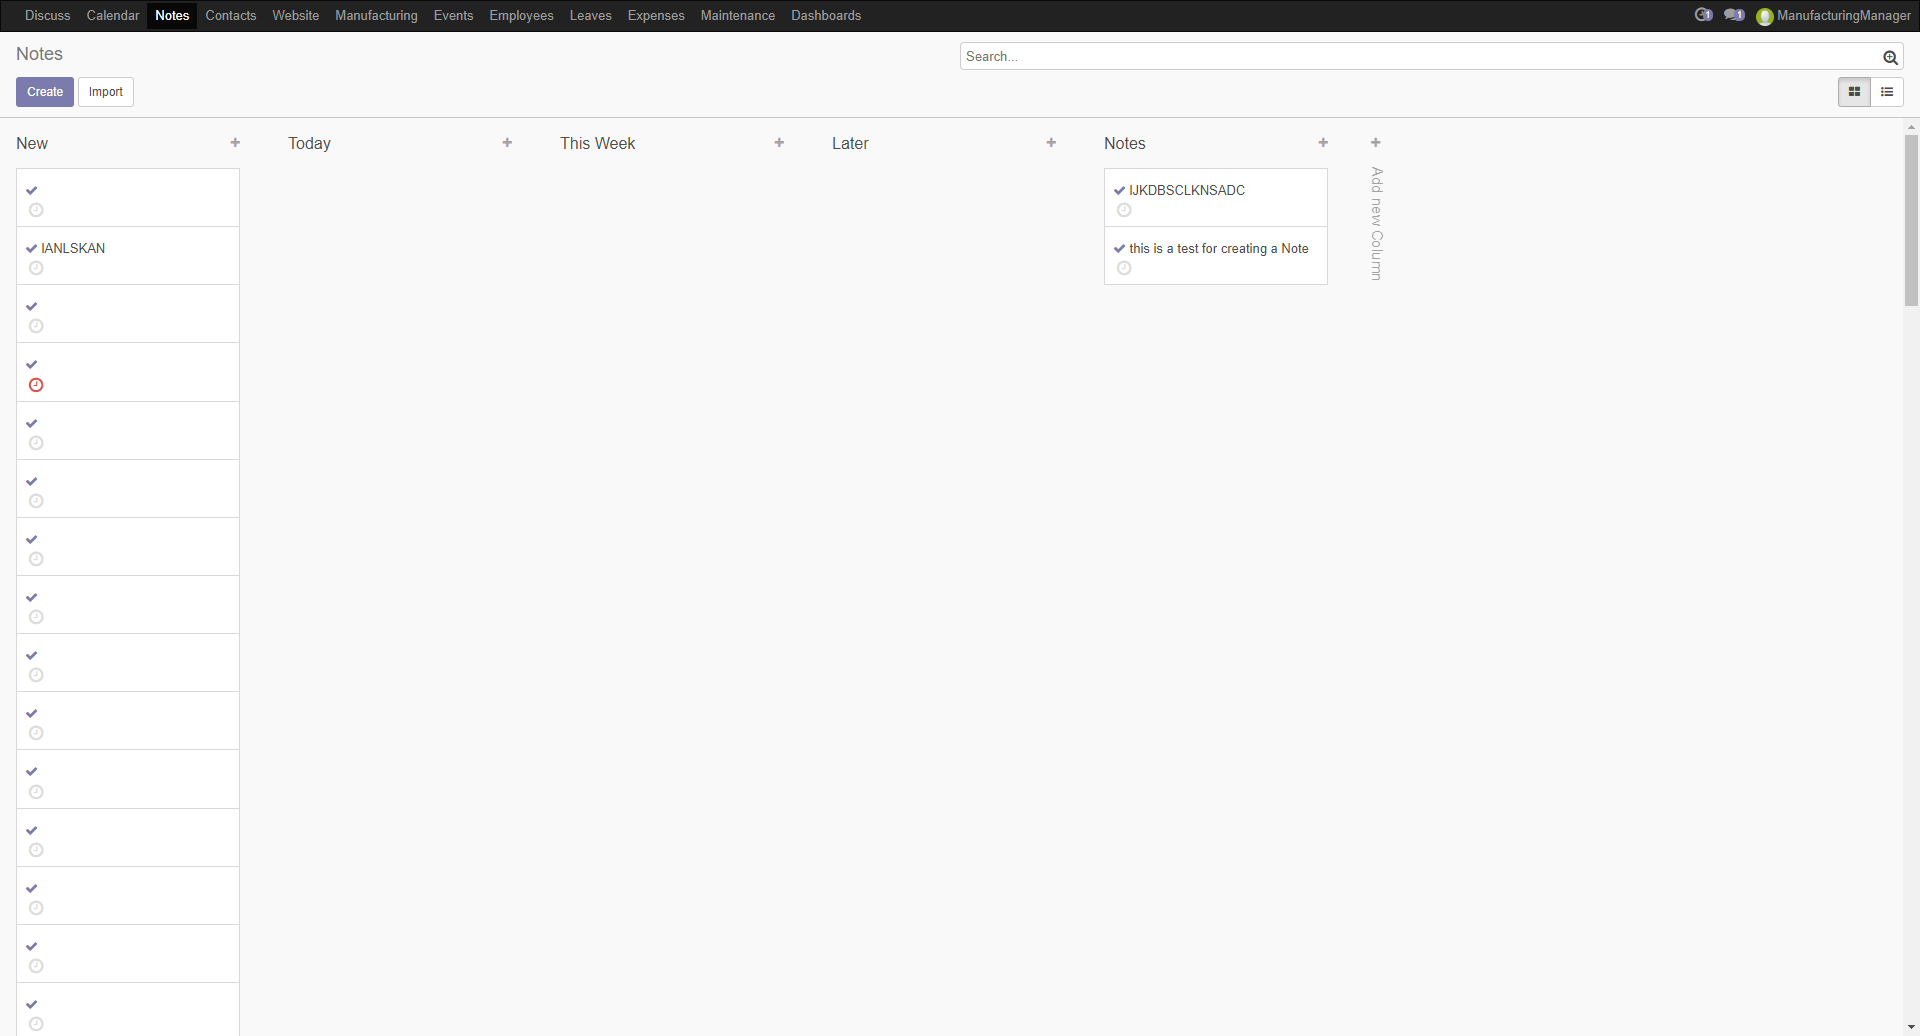 Discuss Calendar Notes Contacts Website Manufacturing Events Employees Leaves Expenses Maintenance Dashboards 1 1 ManufacturingManager
Notes
Search...
Create Import
New Today This Week Later Notes
Add new Column
IJKDBSCLKNSADC
IANLSKAN this is a test for creating a Note